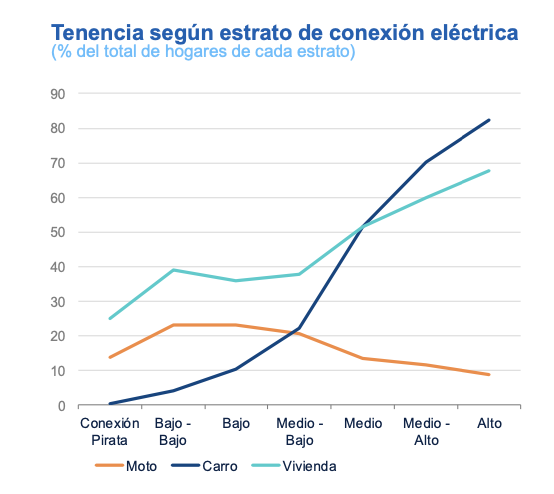 Tenencia según estrato de conexión eléctrica
(% del total de hogares de cada estrato)
90
80
70
60
50
40
30
20
10
0
Conexión Pirata
Bajo - Bajo
Bajo
Medio - Bajo
Medio
Medio - Alto
Alto
Moto
Carro
Vivienda